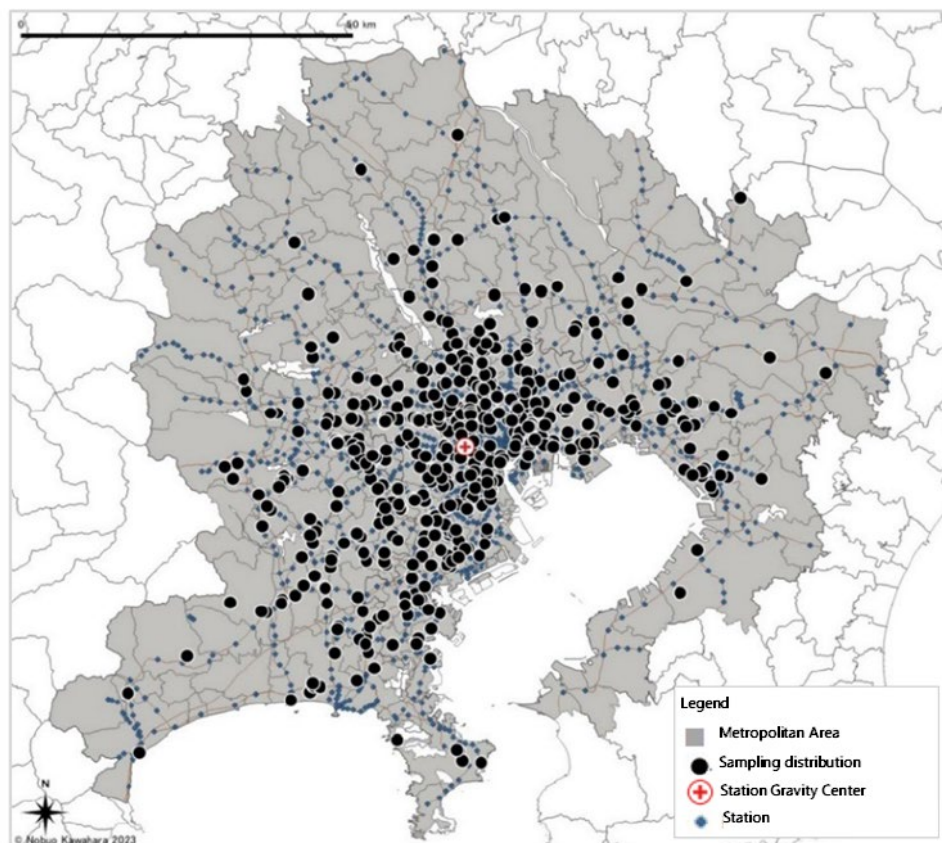 0
50 km
Legend
Metropolitan Area
Sampling distribution
Station Gravity Center
Station
N
© Nobuo Kawahara 2023